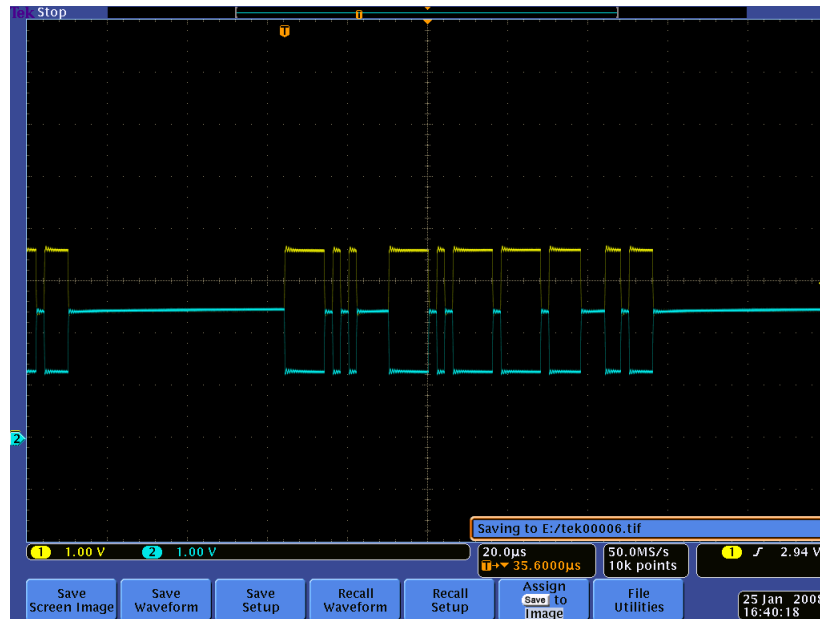 Tek Stop
T
T
2
Saving to E:/tek00006.tif
1 1.00 V 2 1.00 V
20.0µs
T→▼ 35.6000µs
50.0MS/s
10k points
1 ∫ 2.94 V
Save
Screen Image
Save
Waveform
Save
Setup
Recall
Waveform
Recall
Setup
Assign
Save to
Image
File
Utilities
25 Jan 2008
16:40:18